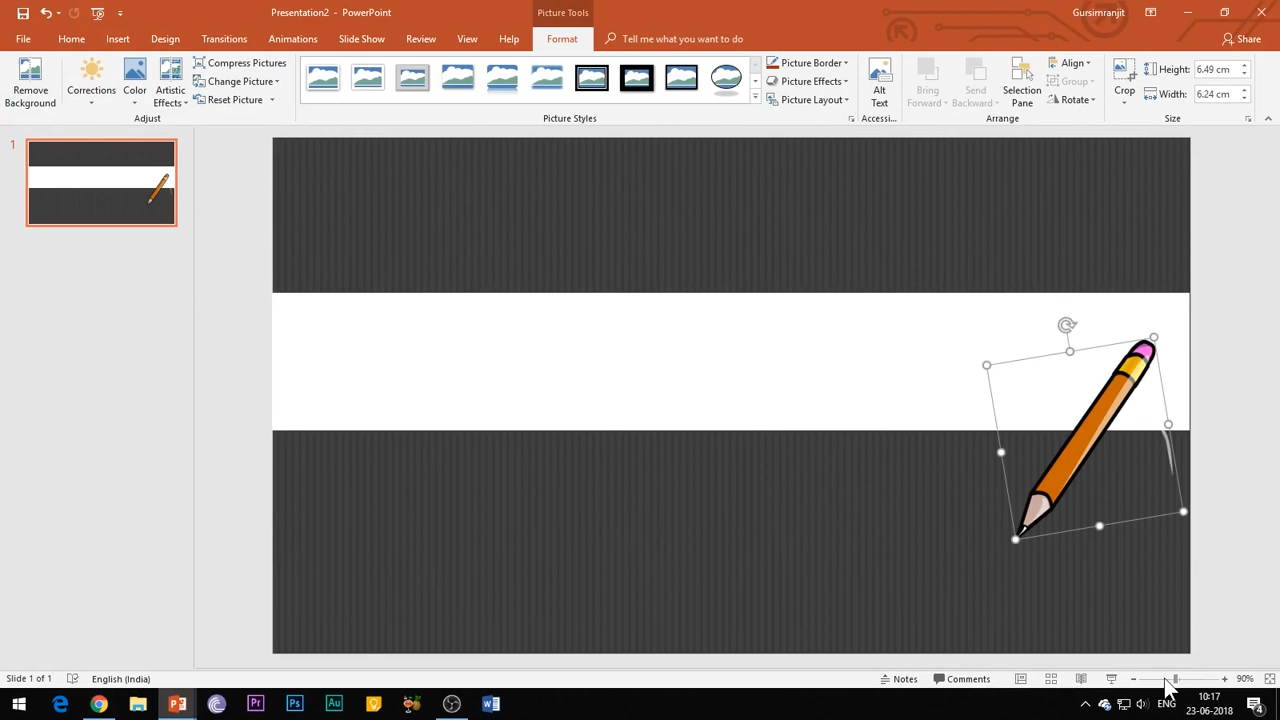 Presentation2 - PowerPoint
Picture Tools
Gursimranjit
File
Home
Insert
Design
Transitions
Animations
Slide Show
Review
View
Help
Format
Tell me what you want to do
Share
Remove Background
Corrections
Color
Artistic Effects
Compress Pictures
Change Picture
Reset Picture
Adjust
Picture Styles
Picture Border
Picture Effects
Picture Layout
Alt Text
Accessi...
Bring Forward
Send Backward
Selection Pane
Align
Group
Rotate
Arrange
Crop
Height: 6.49 cm
Width: 6.24 cm
Size
1
Slide 1 of 1
English (India)
Notes
Comments
90%
ENG
10:17
23-06-2018
4